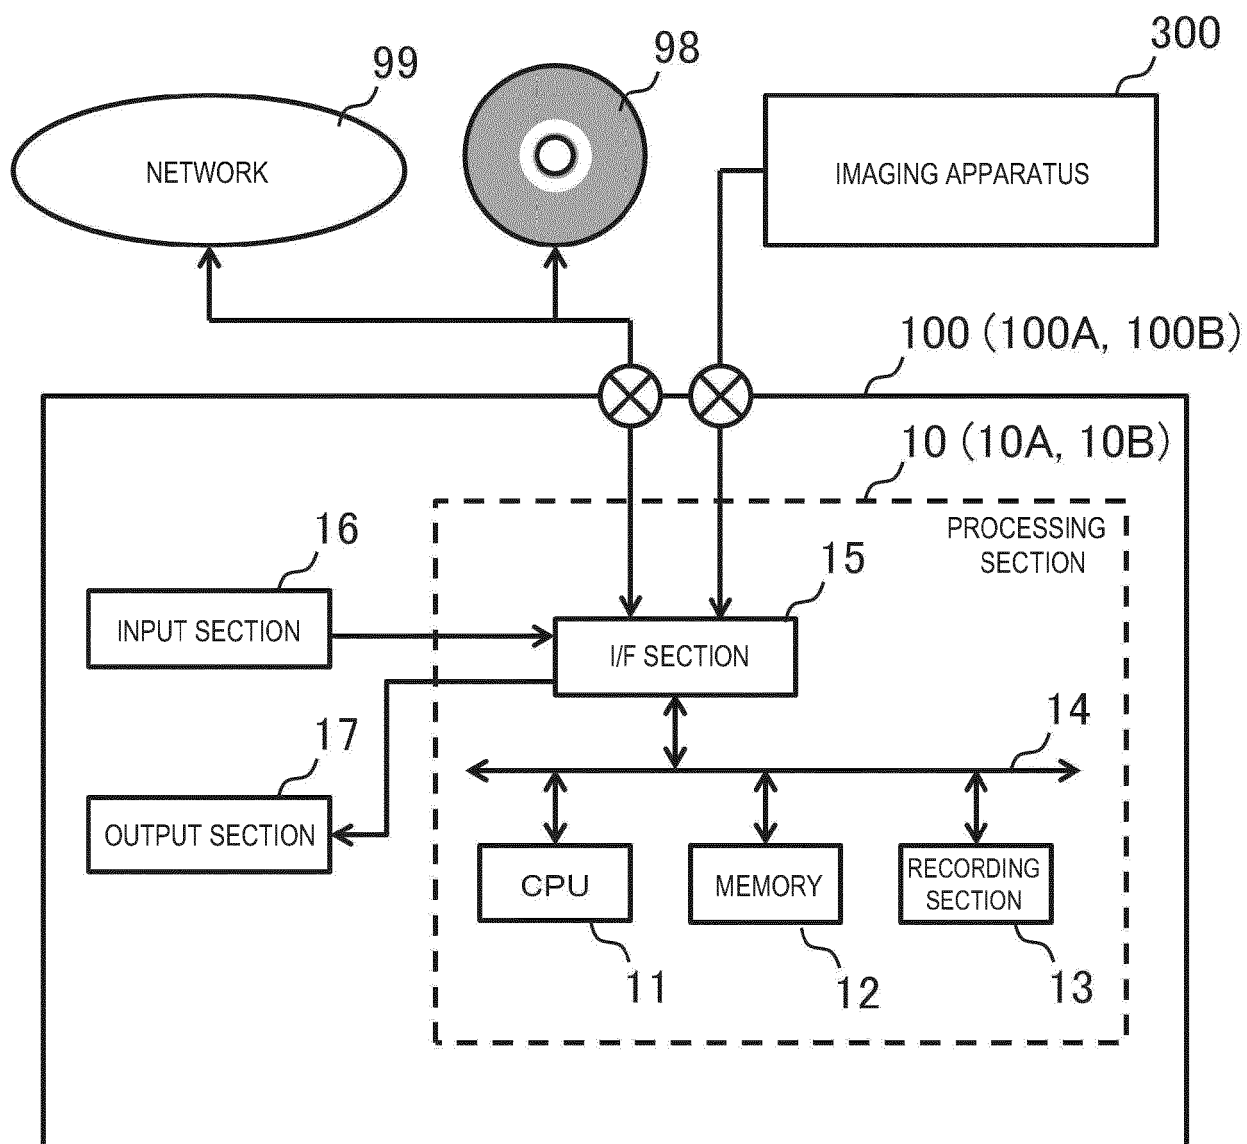 300
98
99
NETWORK
IMAGING APPARATUS
100 (100A, 100B)
10 (10A, 10B)
PROCESSING
SECTION
16
15
INPUT SECTION
I/F SECTION
14
17
OUTPUT SECTION
CPU
MEMORY
RECORDING
SECTION
11
12
13